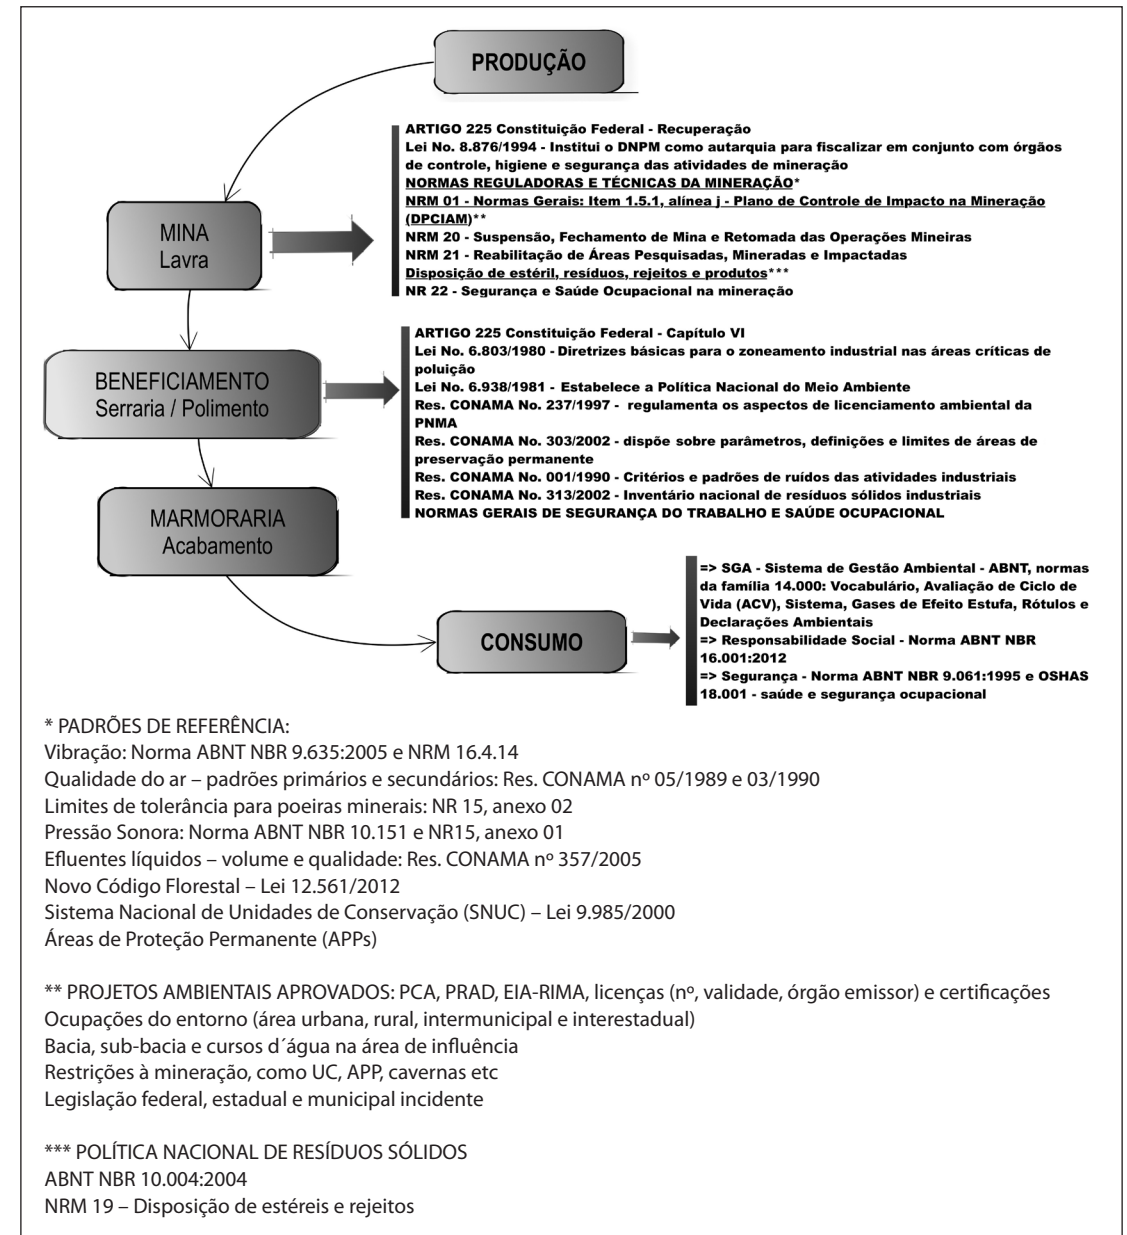 PRODUÇÃO
ARTIGO 225 Constituição Federal - Recuperação
Lei No. 8.876/1994 - Institui o DNPM como autarquia para fiscalizar em conjunto com órgãos
de controle, higiene e segurança das atividades de mineração
NORMAS REGULADORAS E TÉCNICAS DA MINERAÇÃO*
NRM 01 - Normas Gerais: Item 1.5.1, alínea j - Plano de Controle de Impacto na Mineração
(DPCIAM)**
NRM 20 - Suspensão, Fechamento de Mina e Retomada das Operações Mineiras
NRM 21 - Reabilitação de Áreas Pesquisadas, Mineradas e Impactadas
Disposição de estéril, resíduos, rejeitos e produtos***
NR 22 - Segurança e Saúde Ocupacional na mineração
MINA
Lavra
ARTIGO 225 Constituição Federal - Capítulo VI
Lei No. 6.803/1980 - Diretrizes básicas para o zoneamento industrial nas áreas críticas de
poluição
Lei No. 6.938/1981 - Estabelece a Política Nacional do Meio Ambiente
Res. CONAMA No. 237/1997 - regulamenta os aspectos de licenciamento ambiental da
PNMA
Res. CONAMA No. 303/2002 - dispõe sobre parâmetros, definições e limites de áreas de
preservação permanente
Res. CONAMA No. 001/1990 - Critérios e padrões de ruídos das atividades industriais
Res. CONAMA No. 313/2002 - Inventário nacional de resíduos sólidos industriais
NORMAS GERAIS DE SEGURANÇA DO TRABALHO E SAÚDE OCUPACIONAL
BENEFICIAMENTO
Serraria / Polimento
MARMORARIA
Acabamento
CONSUMO
=> SGA - Sistema de Gestão Ambiental - ABNT, normas
da família 14.000: Vocabulário, Avaliação de Ciclo de
Vida (ACV), Sistema, Gases de Efeito Estufa, Rótulos e
Declarações Ambientais
=> Responsabilidade Social - Norma ABNT NBR
16.001:2012
=> Segurança - Norma ABNT NBR 9.061:1995 e OSHAS
18.001 - saúde e segurança ocupacional
* PADRÕES DE REFERÊNCIA:
Vibração: Norma ABNT NBR 9.635:2005 e NRM 16.4.14
Qualidade do ar – padrões primários e secundários: Res. CONAMA nº 05/1989 e 03/1990
Limites de tolerância para poeiras minerais: NR 15, anexo 02
Pressão Sonora: Norma ABNT NBR 10.151 e NR15, anexo 01
Efluentes líquidos – volume e qualidade: Res. CONAMA nº 357/2005
Novo Código Florestal – Lei 12.561/2012
Sistema Nacional de Unidades de Conservação (SNUC) – Lei 9.985/2000
Áreas de Proteção Permanente (APPs)
** PROJETOS AMBIENTAIS APROVADOS: PCA, PRAD, EIA-RIMA, licenças (nº, validade, órgão emissor) e certificações
Ocupações do entorno (área urbana, rural, intermunicipal e interestadual)
Bacia, sub-bacia e cursos d´água na área de influência
Restrições à mineração, como UC, APP, cavernas etc
Legislação federal, estadual e municipal incidente
*** POLÍTICA NACIONAL DE RESÍDUOS SÓLIDOS
ABNT NBR 10.004:2004
NRM 19 – Disposição de estéreis e rejeitos